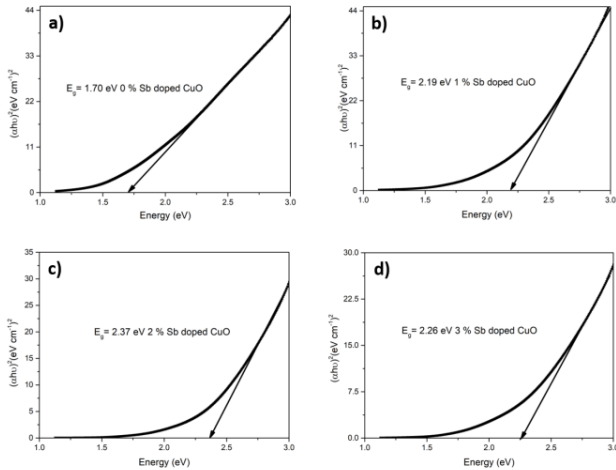 a)
44
33
22
11
0
E_g= 1.70 eV 0 % Sb doped CuO
(αhυ)²(eV cm⁻¹)²
1.0 1.5 2.0 2.5 3.0
Energy (eV)
b)
44
33
22
11
0
E_g= 2.19 eV 1 % Sb doped CuO
(αhυ)²(eV cm⁻¹)²
1.0 1.5 2.0 2.5 3.0
Energy (eV)
c)
35
30
25
20
15
10
5
0
E_g= 2.37 eV 2 % Sb doped CuO
(αhυ)²(eV cm⁻¹)²
1.0 1.5 2.0 2.5 3.0
Energy (eV)
d)
30.0
22.5
15.0
7.5
0.0
E_g= 2.26 eV 3 % Sb doped CuO
(αhυ)²(eV cm⁻¹)²
1.0 1.5 2.0 2.5 3.0
Energy (eV)